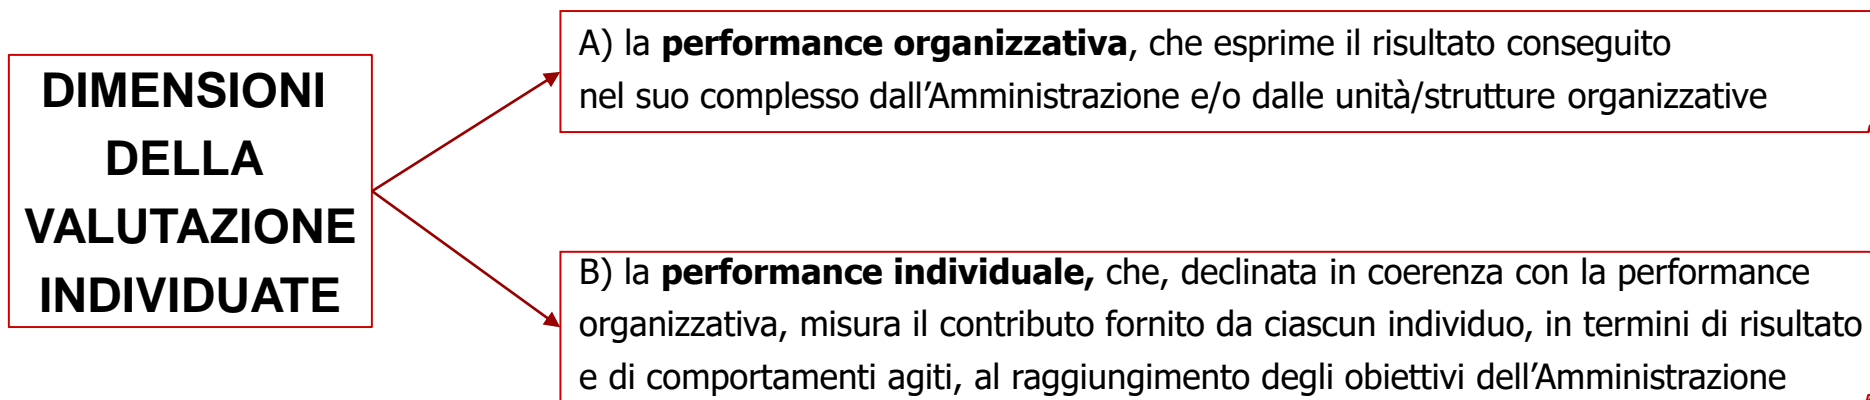 DIMENSIONI
DELLA
VALUTAZIONE
INDIVIDUATE
A) la performance organizzativa, che esprime il risultato conseguito
nel suo complesso dall’Amministrazione e/o dalle unità/strutture organizzative
B) la performance individuale, che, declinata in coerenza con la performance
organizzativa, misura il contributo fornito da ciascun individuo, in termini di risultato
e di comportamenti agiti, al raggiungimento degli obiettivi dell’Amministrazione